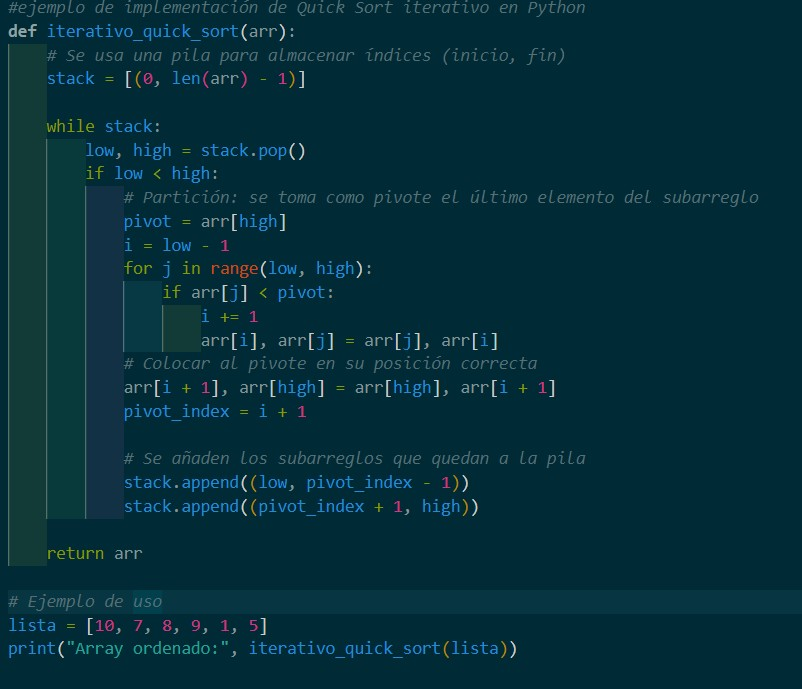 #ejemplo de implementación de Quick Sort iterativo en Python
def iterativo_quick_sort(arr):
    # Se usa una pila para almacenar índices (inicio, fin)
    stack = [(0, len(arr) - 1)]

    while stack:
        low, high = stack.pop()
        if low < high:
            # Partición: se toma como pivote el último elemento del subarreglo
            pivot = arr[high]
            i = low - 1
            for j in range(low, high):
                if arr[j] < pivot:
                    i += 1
                    arr[i], arr[j] = arr[j], arr[i]
            # Colocar al pivote en su posición correcta
            arr[i + 1], arr[high] = arr[high], arr[i + 1]
            pivot_index = i + 1

            # Se añaden los subarreglos que quedan a la pila
            stack.append((low, pivot_index - 1))
            stack.append((pivot_index + 1, high))

    return arr

# Ejemplo de uso
lista = [10, 7, 8, 9, 1, 5]
print("Array ordenado:", iterativo_quick_sort(lista))